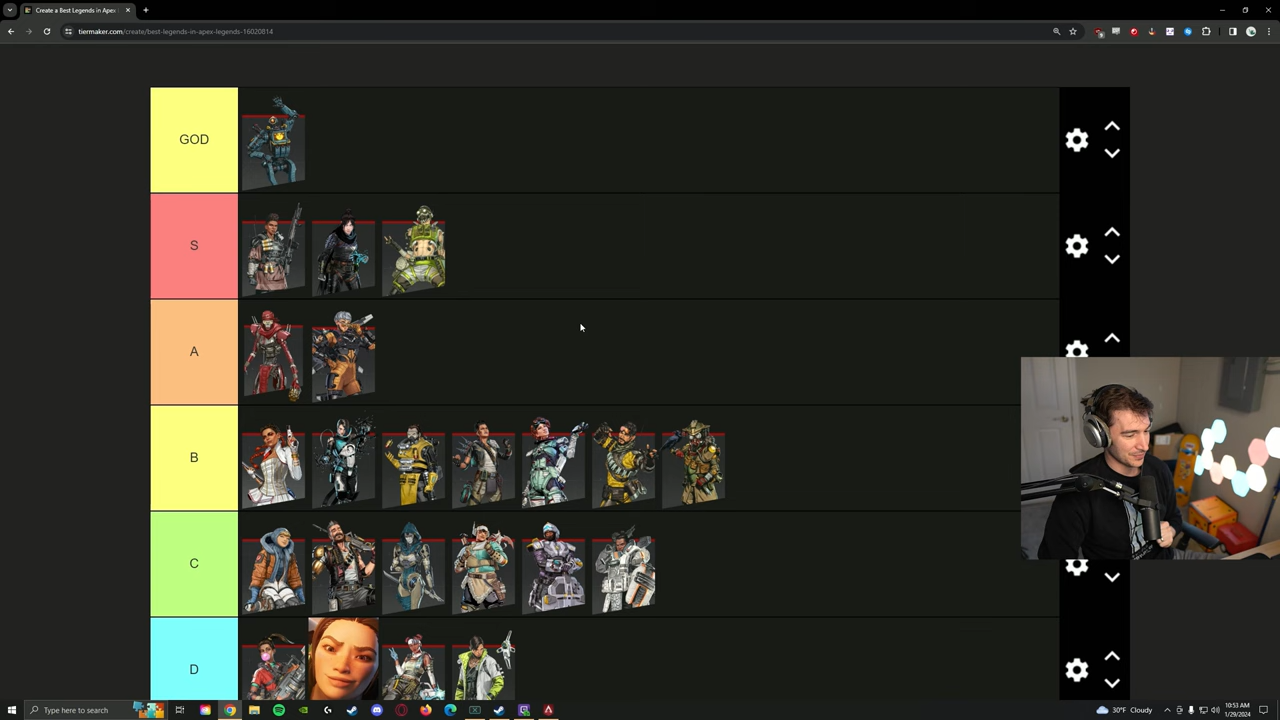 Create a Best Legends in Apex
tiermaker.com/create/best-legends-in-apex-legends-16020814
GOD
S
A
B
C
D
Type here to search
30°F Cloudy
10:53 AM
1/29/2024